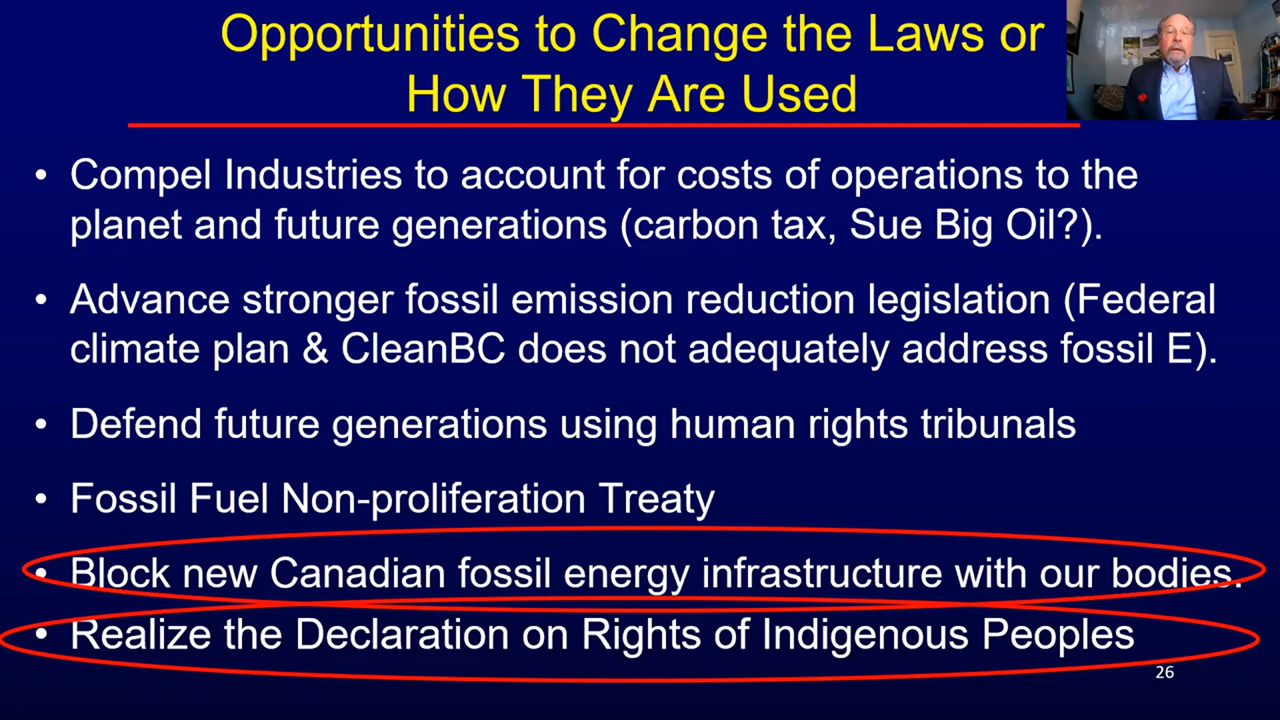 Opportunities to Change the Laws or
How They Are Used
• Compel Industries to account for costs of operations to the
planet and future generations (carbon tax, Sue Big Oil?).
• Advance stronger fossil emission reduction legislation (Federal
climate plan & CleanBC does not adequately address fossil E).
• Defend future generations using human rights tribunals
• Fossil Fuel Non-proliferation Treaty
• Block new Canadian fossil energy infrastructure with our bodies.
• Realize the Declaration on Rights of Indigenous Peoples
26